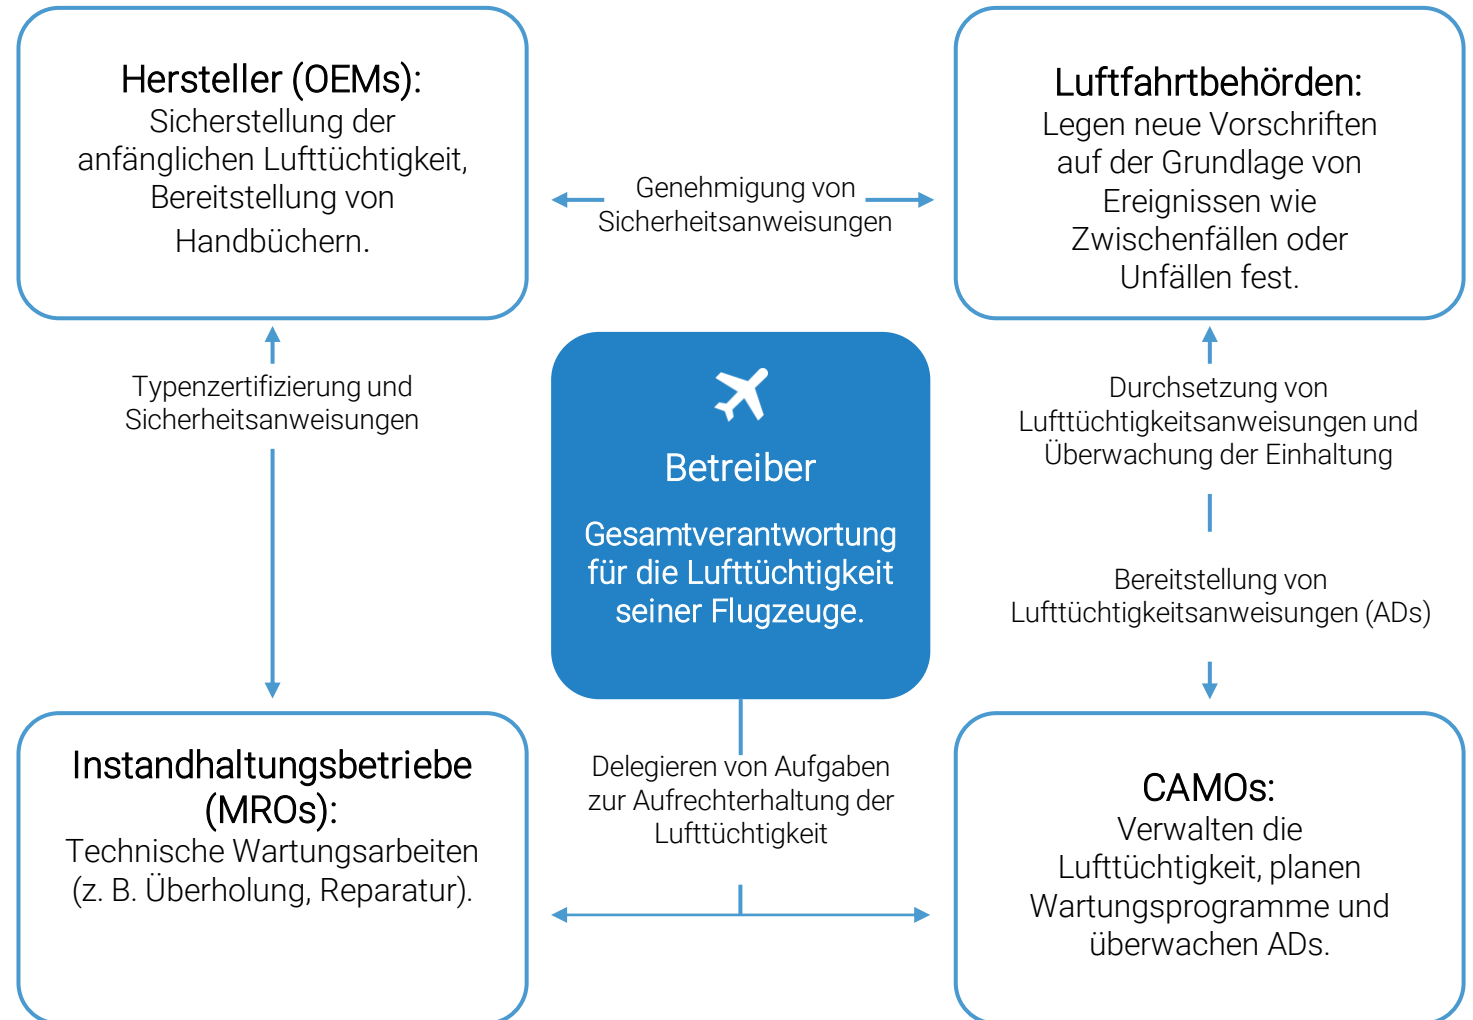 Hersteller (OEMs):
Sicherstellung der
anfänglichen Lufttüchtigkeit,
Bereitstellung von
Handbüchern.
Genehmigung von
Sicherheitsanweisungen
Luftfahrtbehörden:
Legen neue Vorschriften
auf der Grundlage von
Ereignissen wie
Zwischenfällen oder
Unfällen fest.
Typenzertifizierung und
Sicherheitsanweisungen
Betreiber
Gesamtverantwortung
für die Lufttüchtigkeit
seiner Flugzeuge.
Durchsetzung von
Lufttüchtigkeitsanweisungen und
Überwachung der Einhaltung
Bereitstellung von
Lufttüchtigkeitsanweisungen (ADs)
Instandhaltungsbetriebe
(MROs):
Technische Wartungsarbeiten
(z. B. Überholung, Reparatur).
Delegieren von Aufgaben
zur Aufrechterhaltung der
Lufttüchtigkeit
CAMOs:
Verwalten die
Lufttüchtigkeit, planen
Wartungsprogramme und
überwachen ADs.